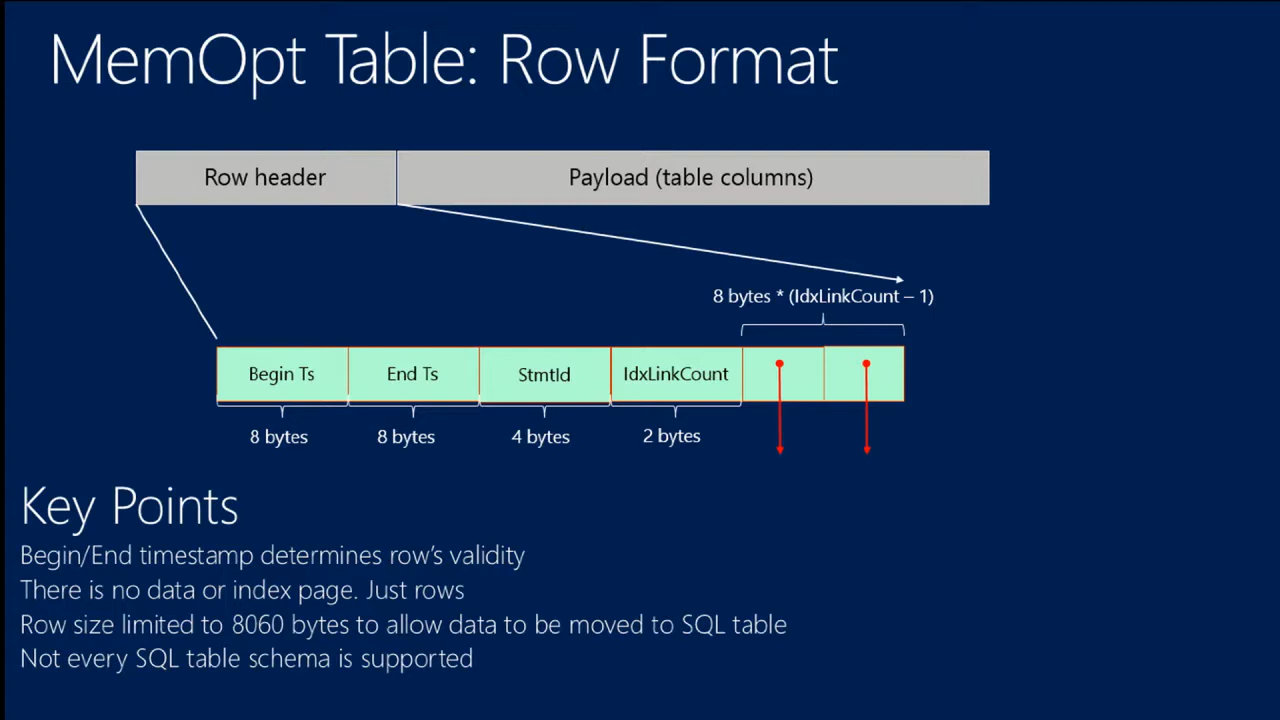 MemOpt Table: Row Format
Row header
Payload (table columns)
8 bytes * (IdxLinkCount – 1)
Begin Ts
End Ts
StmtId
IdxLinkCount
8 bytes
8 bytes
4 bytes
2 bytes
Key Points
Begin/End timestamp determines row’s validity
There is no data or index page. Just rows
Row size limited to 8060 bytes to allow data to be moved to SQL table
Not every SQL table schema is supported